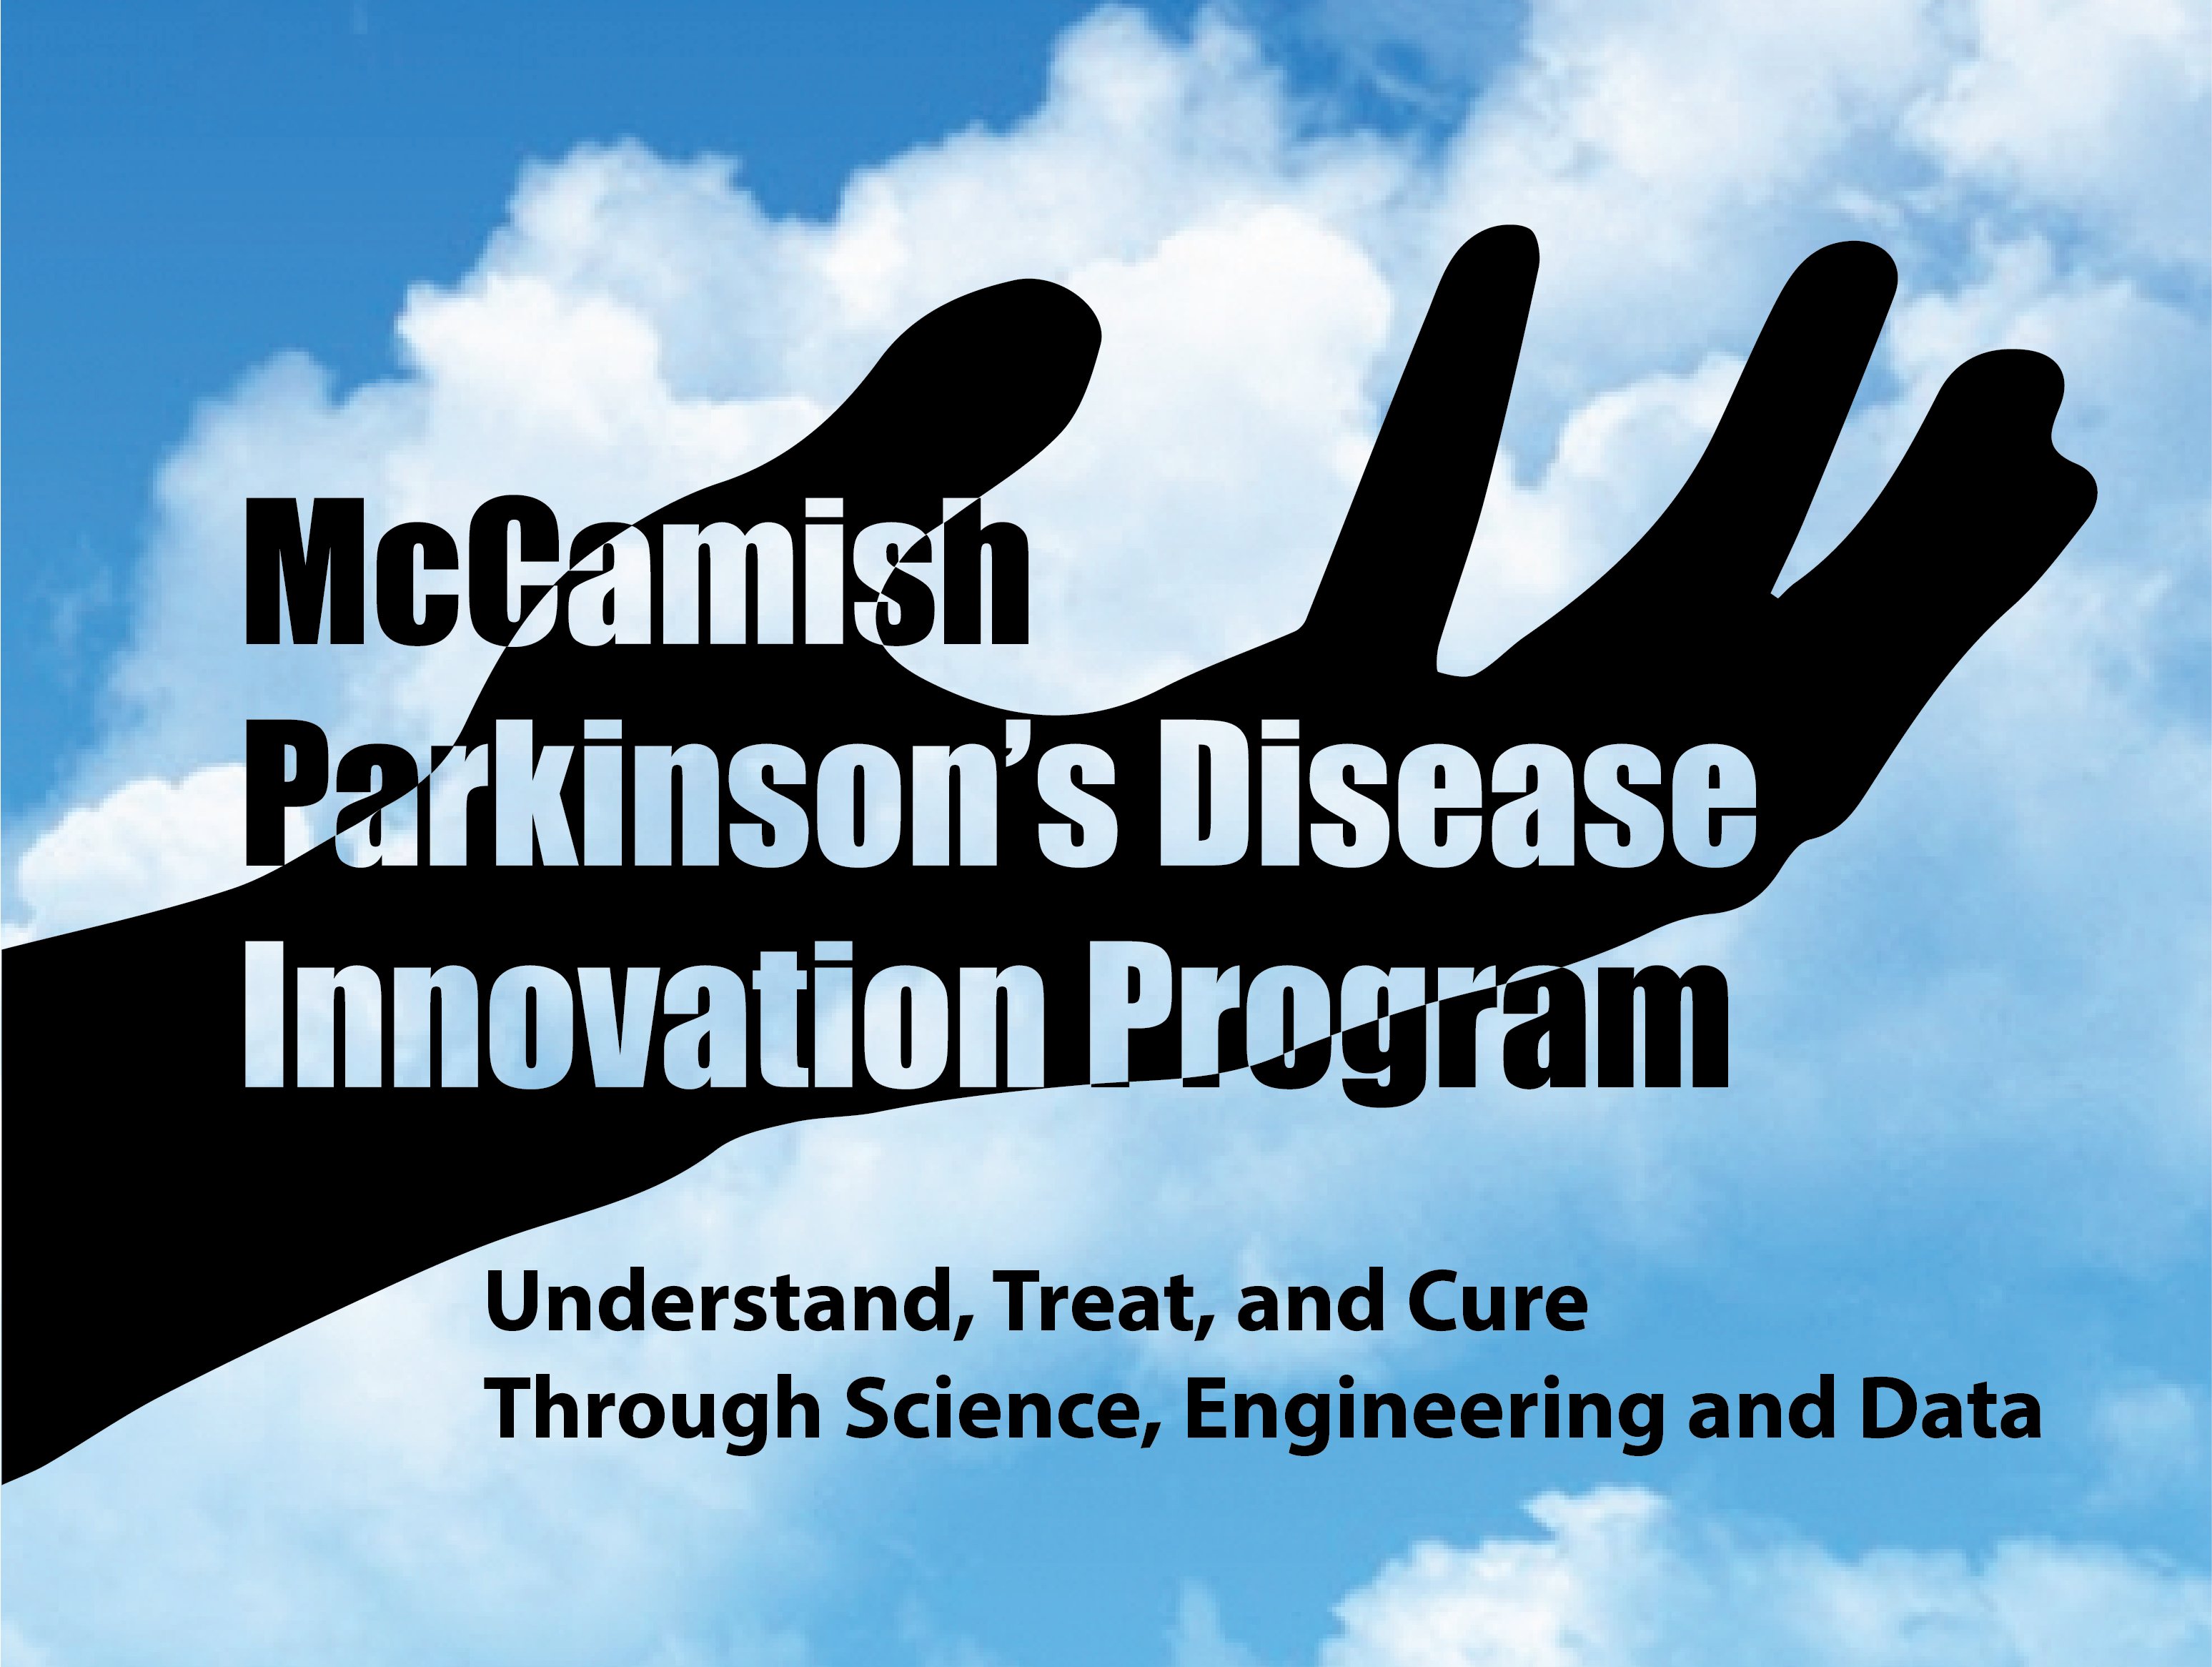 McCamish
Parkinson’s Disease
Innovation Program
Understand, Treat, and Cure
Through Science, Engineering and Data